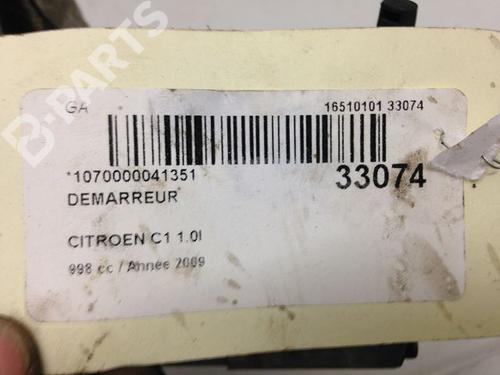 B-PARTS
GA
16510101 33074
*1070000041351
33074
DEMARREUR
CITROEN C1 1.0I
998 cc / Année 2009